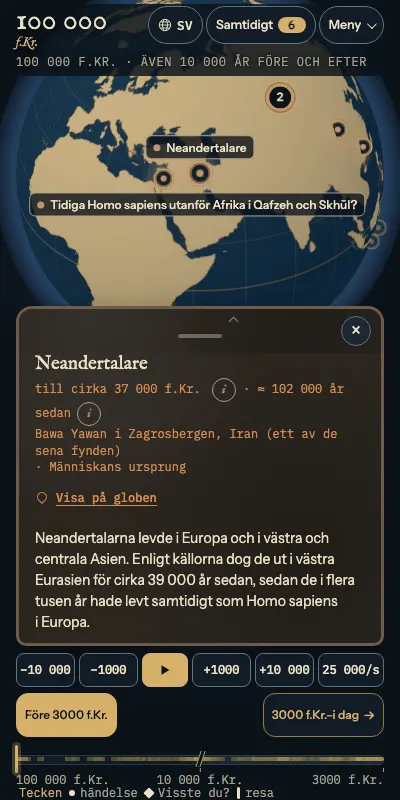 100 000
f.Kr.
SV
Samtidigt 6
Meny
100 000 F.KR. · ÄVEN 10 000 ÅR FÖRE OCH EFTER
2
Neandertalare
Tidiga Homo sapiens utanför Afrika i Qafzeh och Skhūl?
×
Neandertalare
till cirka 37 000 f.Kr. i · ≈ 102 000 år
sedan i
Bawa Yawan i Zagrosbergen, Iran (ett av de
sena fynden)
· Människans ursprung
Visa på globen
Neandertalarna levde i Europa och i västra och
centrala Asien. Enligt källorna dog de ut i västra
Eurasien för cirka 39 000 år sedan, sedan de i flera
tusen år hade levt samtidigt som Homo sapiens
i Europa.
−10 000
−1000
+1000
+10 000
25 000/s
Före 3000 f.Kr.
3000 f.Kr.–i dag →
100 000 f.Kr.
10 000 f.Kr.
3000 f.Kr.
Tecken ● händelse ◆ Visste du? resa